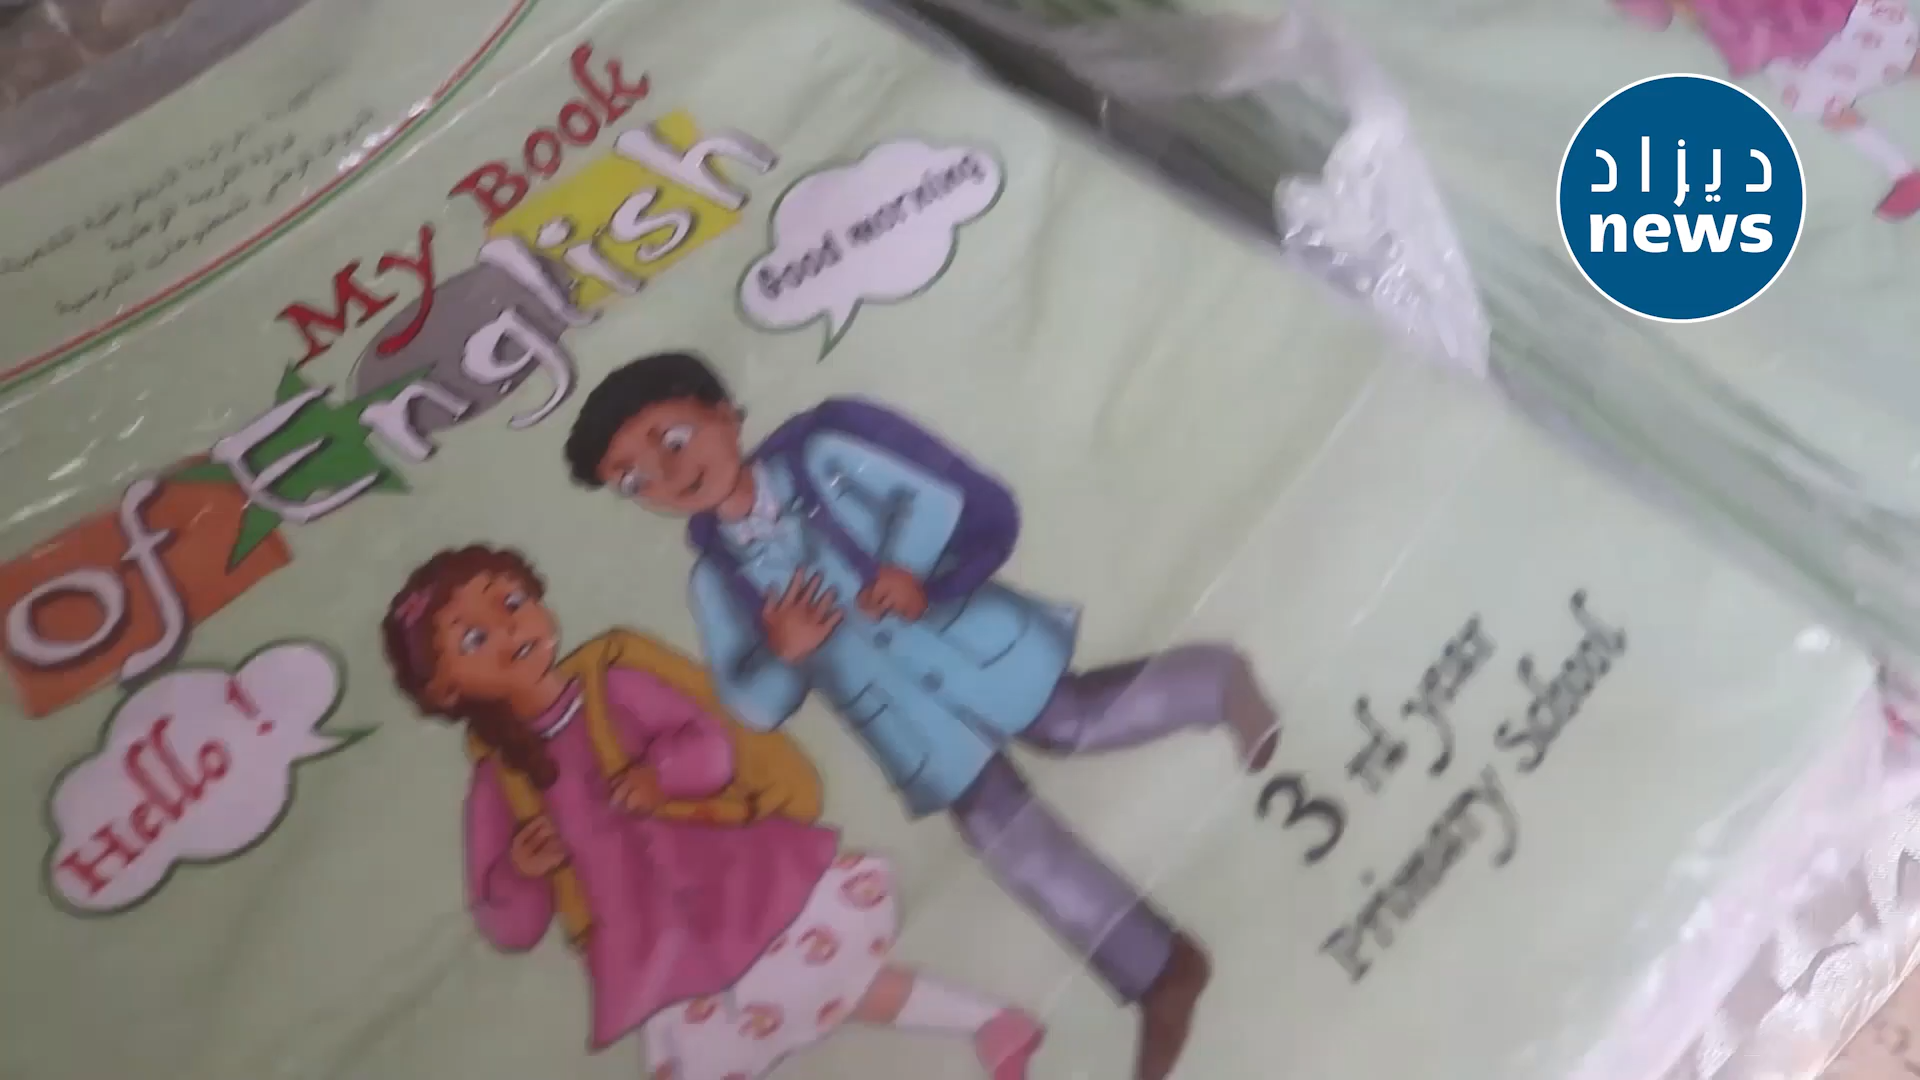 My Book
of English
Good morning
Hello !
3 rd year
Primary School
ديزاد
news